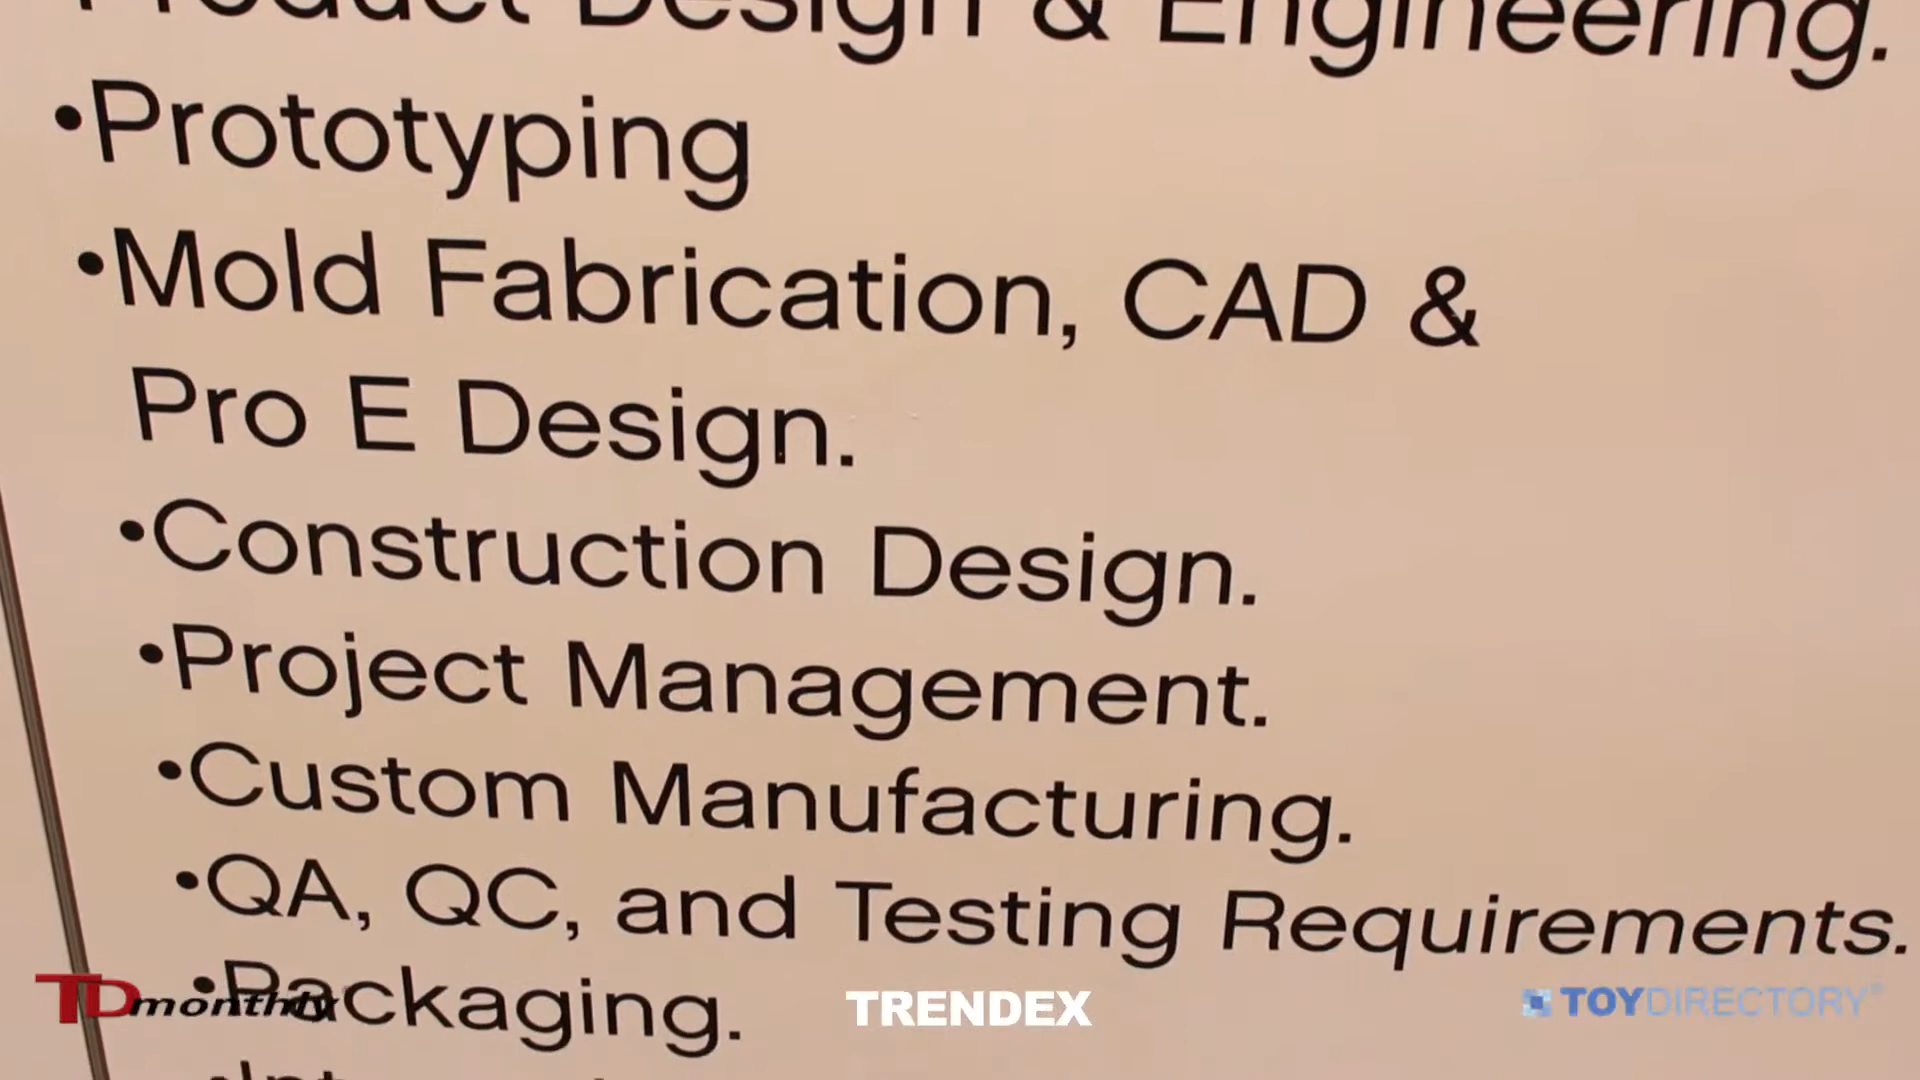 Product Design & Engineering.
•Prototyping
•Mold Fabrication, CAD &
Pro E Design.
•Construction Design.
•Project Management.
•Custom Manufacturing.
•QA, QC, and Testing Requirements.
•Packaging.
TDmonthly
TRENDEX
TOYDIRECTORY®